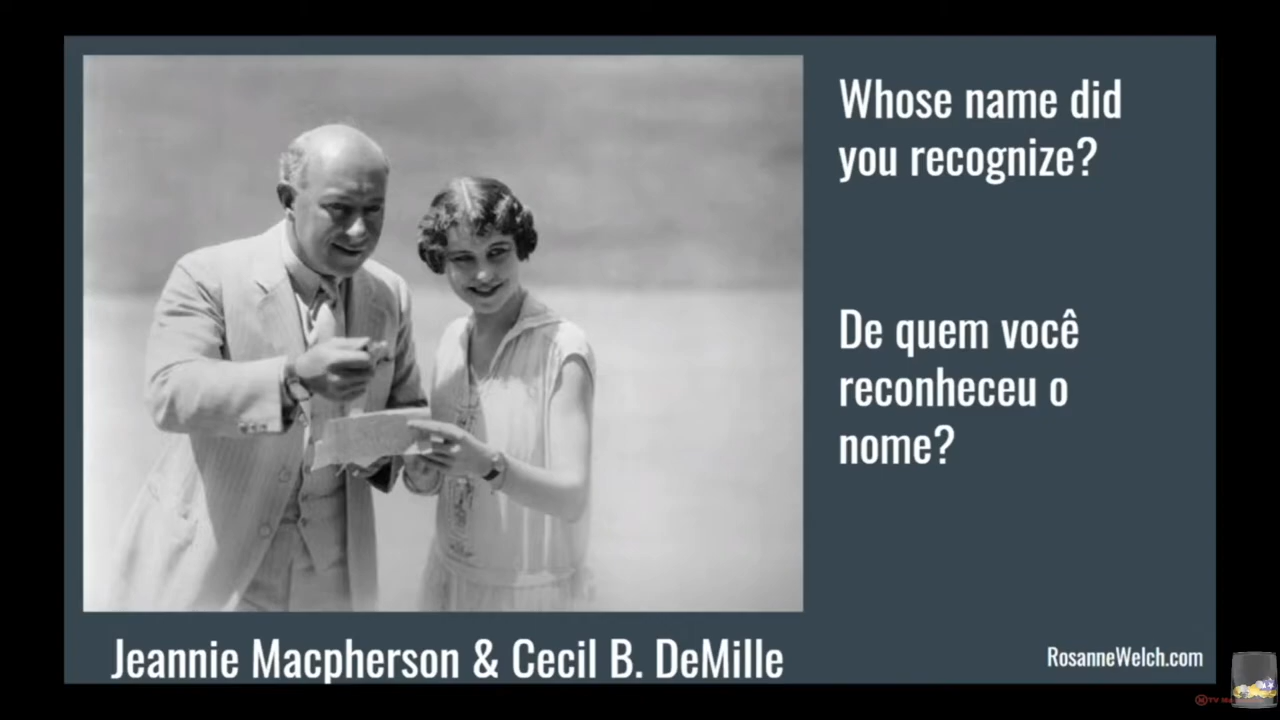 Whose name did
you recognize?
De quem você
reconheceu o
nome?
Jeannie Macpherson & Cecil B. DeMille
RosanneWelch.com